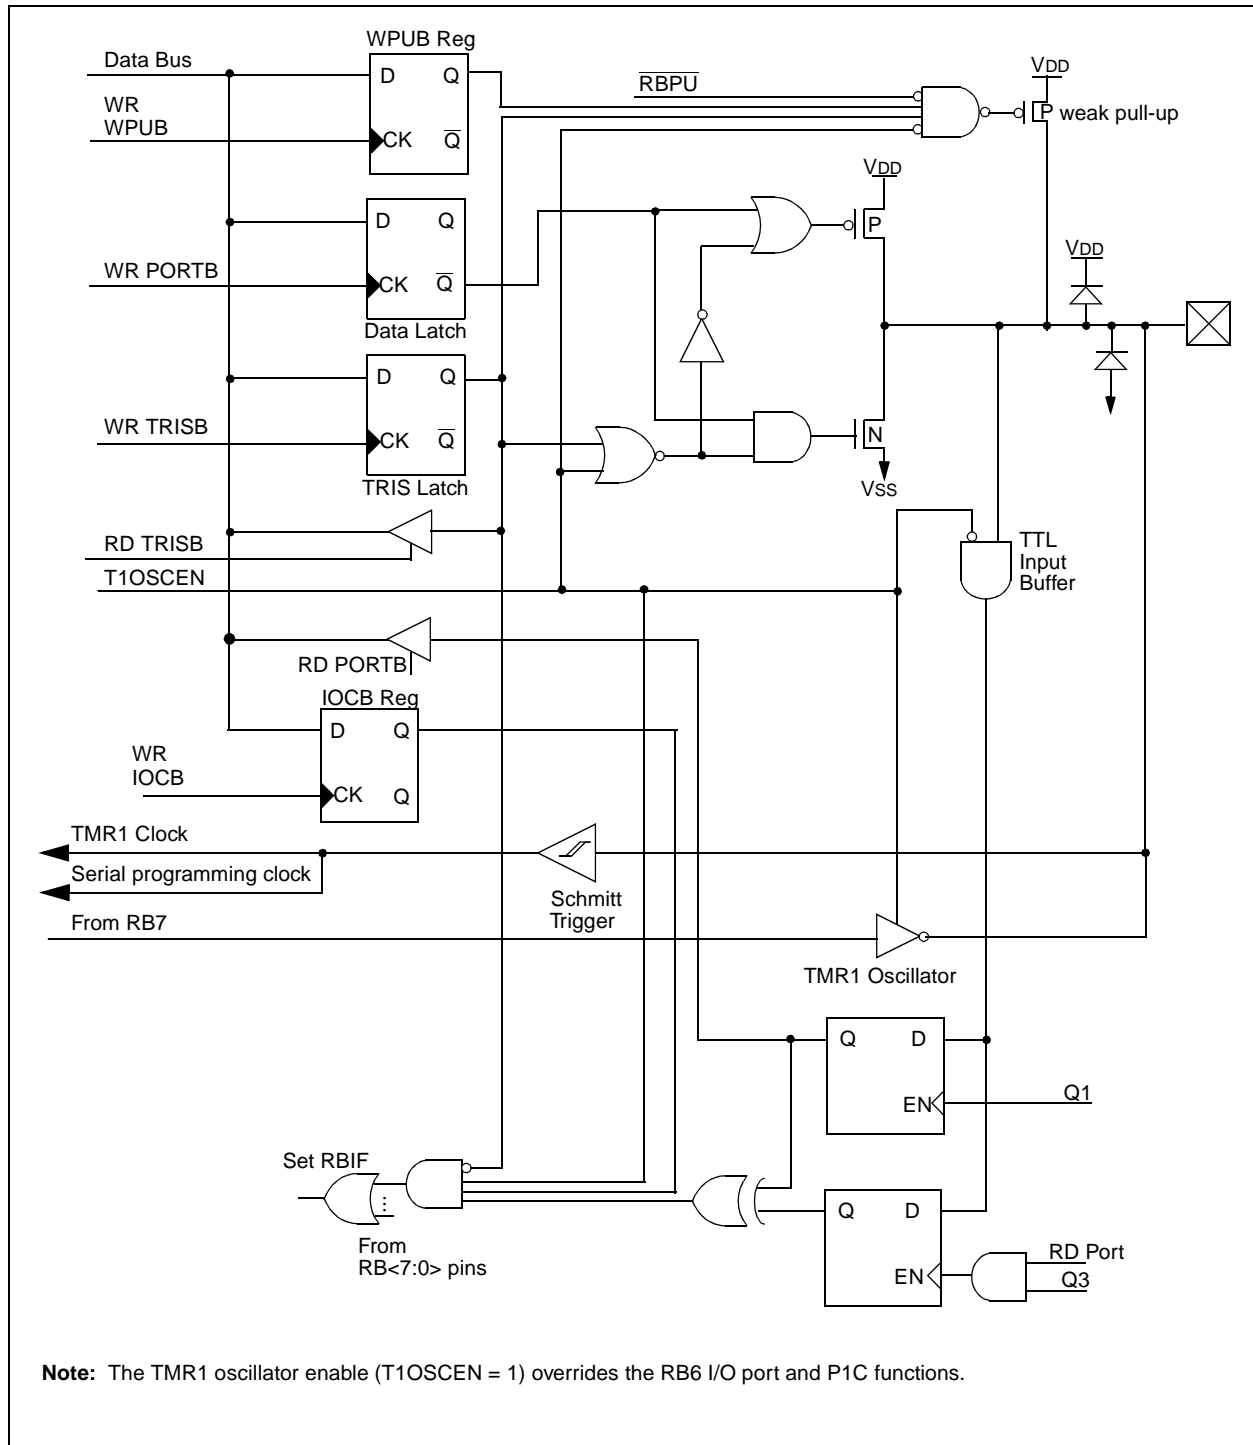 WPUB Reg
Data Bus
D Q
WR
WPUB
CK Q̅
R̅B̅P̅U̅
VDD
P weak pull-up
VDD
P
D Q
WR PORTB
CK Q̅
Data Latch
VDD
D Q
WR TRISB
CK Q̅
TRIS Latch
N
VSS
RD TRISB
T1OSCEN
TTL
Input
Buffer
RD PORTB
IOCB Reg
D Q
WR
IOCB
CK Q
TMR1 Clock
Serial programming clock
Schmitt
Trigger
From RB7
TMR1 Oscillator
Q D
EN
Q1
Set RBIF
From
RB<7:0> pins
Q D
EN
RD Port
Q3
Note: The TMR1 oscillator enable (T1OSCEN = 1) overrides the RB6 I/O port and P1C functions.